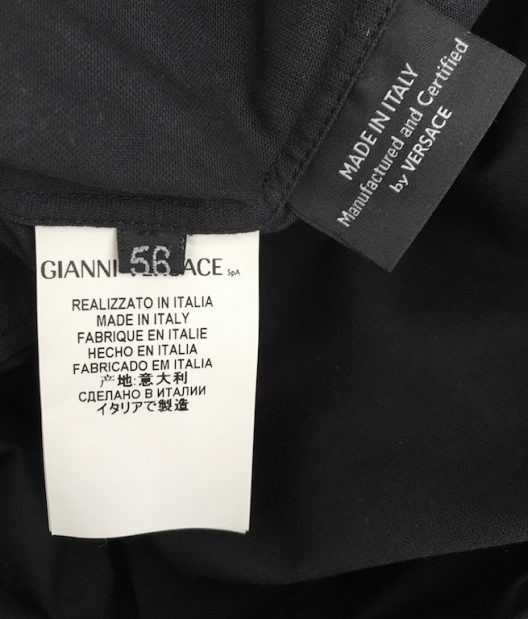 MADE IN ITALY
Manufactured and Certified
by VERSACE
56
GIANNI ACE SpA
REALIZZATO IN ITALIA
MADE IN ITALY
FABRIQUE EN ITALIE
HECHO EN ITALIA
FABRICADO EM ITALIA
产地:意大利
СДЕЛАНО В ИТАЛИИ
イタリアで製造